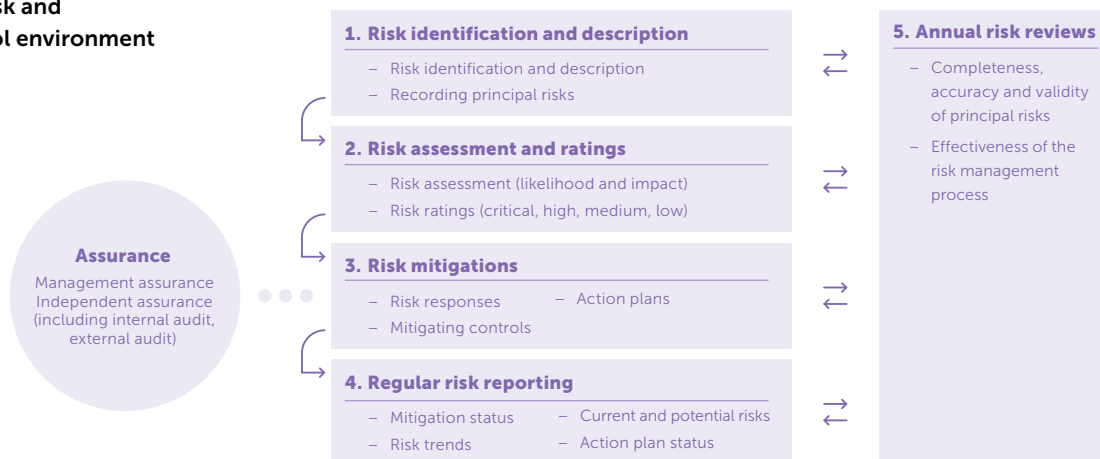 sk and
ol environment
1. Risk identification and description
– Risk identification and description
– Recording principal risks
2. Risk assessment and ratings
– Risk assessment (likelihood and impact)
– Risk ratings (critical, high, medium, low)
3. Risk mitigations
– Risk responses
– Mitigating controls
– Action plans
4. Regular risk reporting
– Mitigation status
– Risk trends
– Current and potential risks
– Action plan status
5. Annual risk reviews
– Completeness,
accuracy and validity
of principal risks
– Effectiveness of the
risk management
process
Assurance
Management assurance
Independent assurance
(including internal audit,
external audit)